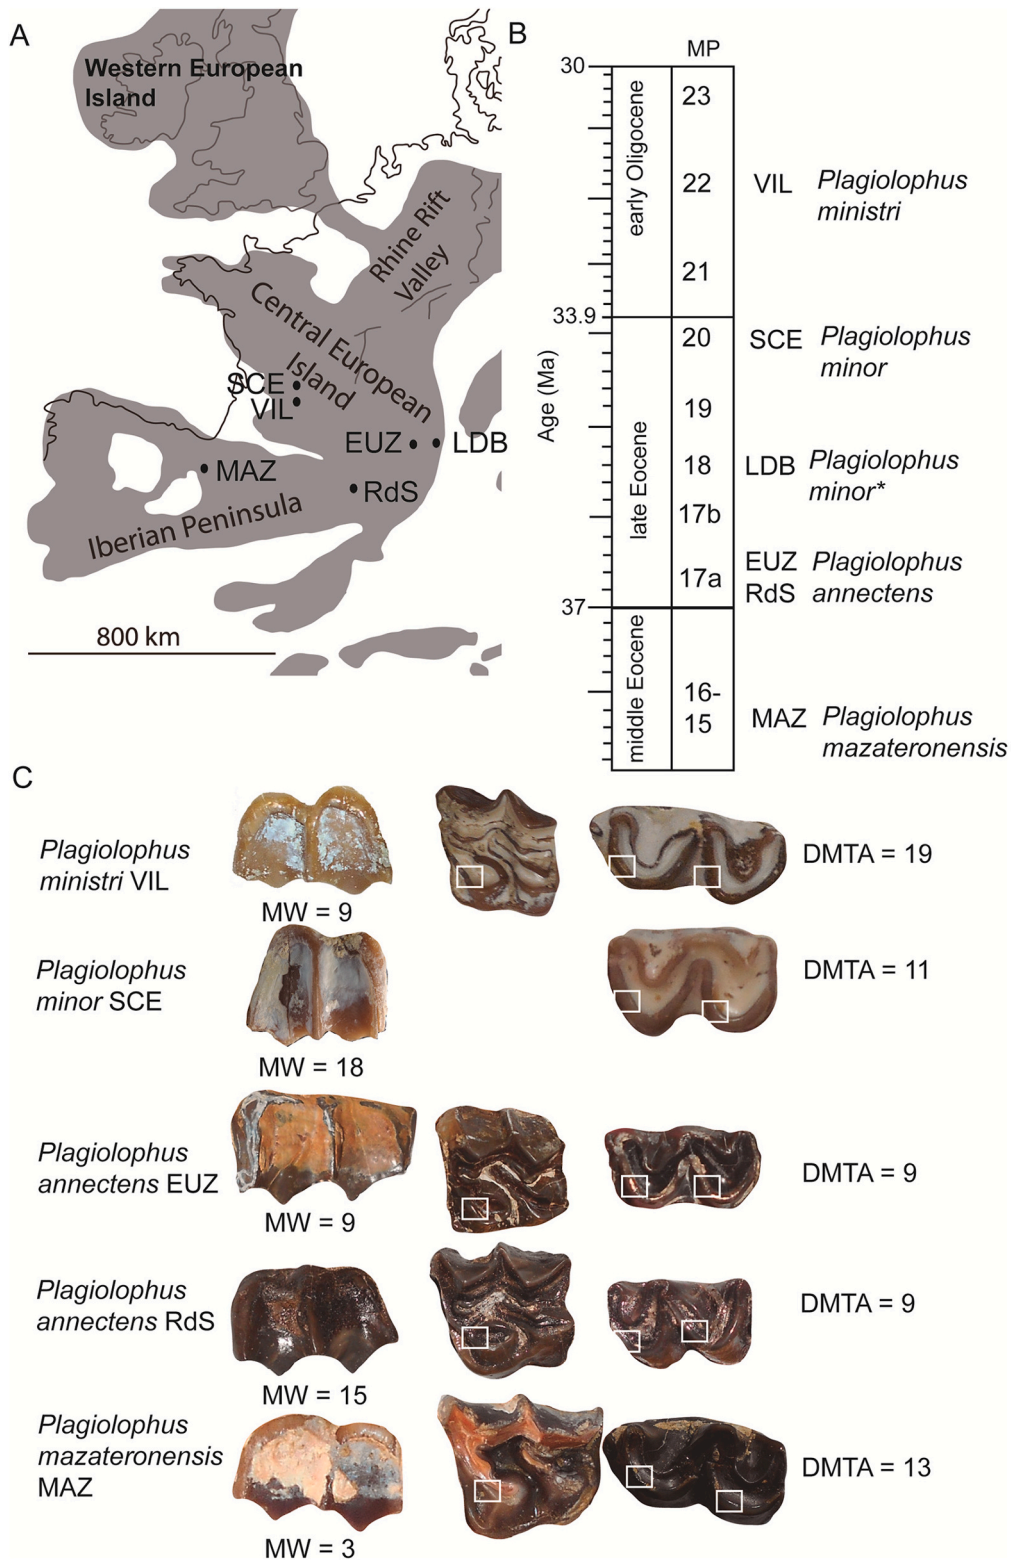 A
Western European
Island
Rhine Rift
Valley
Central European
Island
SCE
VIL
EUZ
LDB
MAZ
RdS
Iberian Peninsula
800 km
B
MP
Age (Ma)
30
33.9
37
early Oligocene
late Eocene
middle Eocene
23
22
21
20
19
18
17b
17a
16-
15
VIL Plagiolophus
ministri
SCE Plagiolophus
minor
LDB Plagiolophus
minor*
EUZ Plagiolophus
RdS annectens
MAZ Plagiolophus
mazateronensis
C
Plagiolophus
ministri VIL
MW = 9
DMTA = 19
Plagiolophus
minor SCE
MW = 18
DMTA = 11
Plagiolophus
annectens EUZ
MW = 9
DMTA = 9
Plagiolophus
annectens RdS
MW = 15
DMTA = 9
Plagiolophus
mazateronensis
MAZ
MW = 3
DMTA = 13